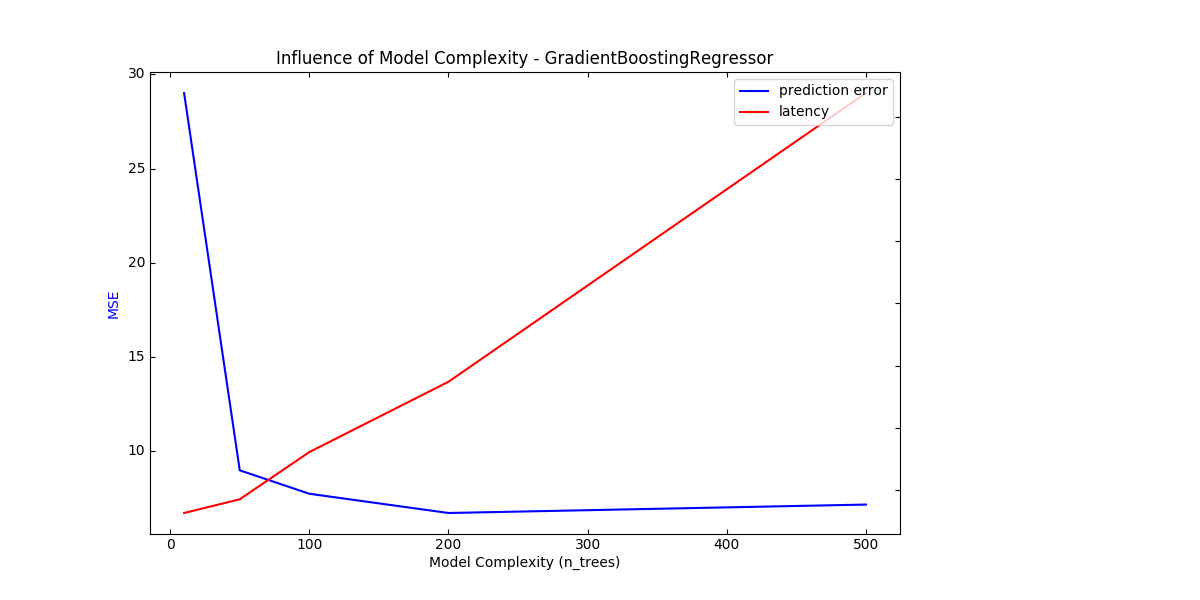 Influence of Model Complexity - GradientBoostingRegressor
prediction error
latency
30
25
20
15
10
MSE
0 100 200 300 400 500
Model Complexity (n_trees)